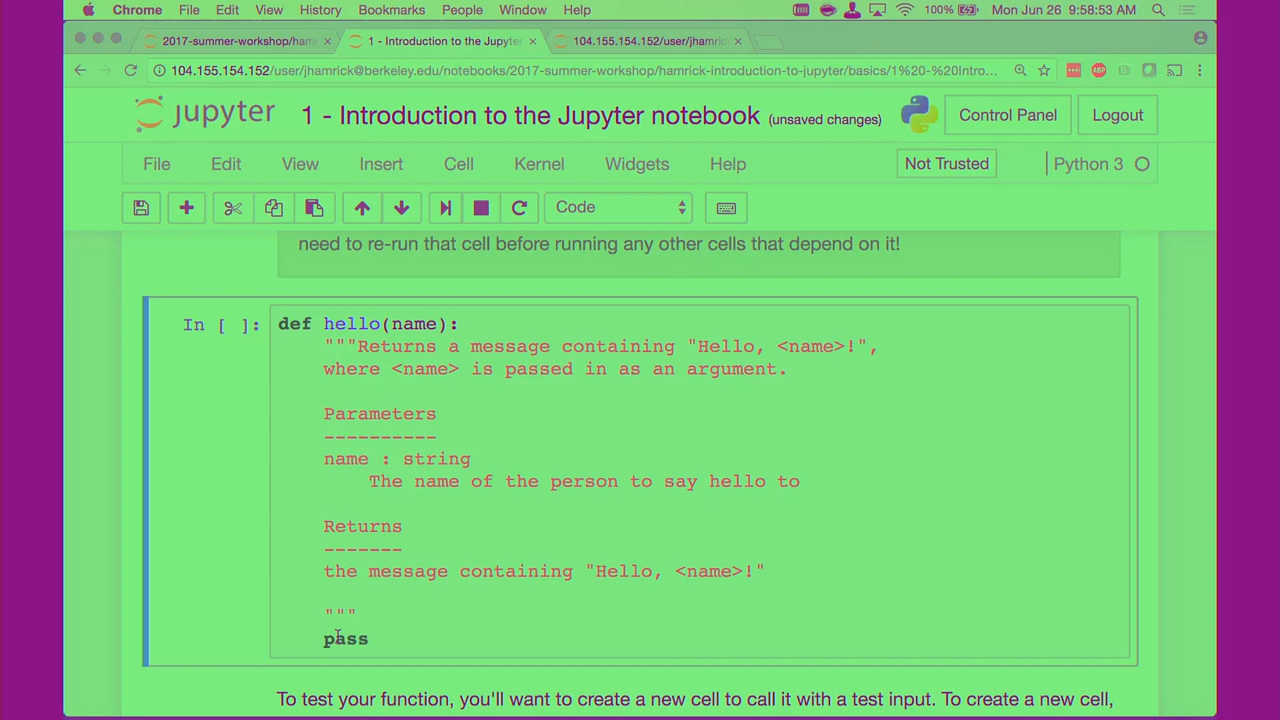 Chrome File Edit View History Bookmarks People Window Help 100% Mon Jun 26 9:58:53 AM
2017-summer-workshop/ham × 1 - Introduction to the Jupyter × 104.155.154.152/user/jhamric ×
104.155.154.152/user/jhamrick@berkeley.edu/notebooks/2017-summer-workshop/hamrick-introduction-to-jupyter/basics/1%20-%20Intro...
jupyter 1 - Introduction to the Jupyter notebook (unsaved changes) Control Panel Logout
File Edit View Insert Cell Kernel Widgets Help Not Trusted Python 3
Code
need to re-run that cell before running any other cells that depend on it!
In [ ]: def hello(name):
"""Returns a message containing "Hello, <name>!",
where <name> is passed in as an argument.
Parameters
----------
name : string
The name of the person to say hello to
Returns
-------
the message containing "Hello, <name>!"
"""
pass
To test your function, you'll want to create a new cell to call it with a test input. To create a new cell,